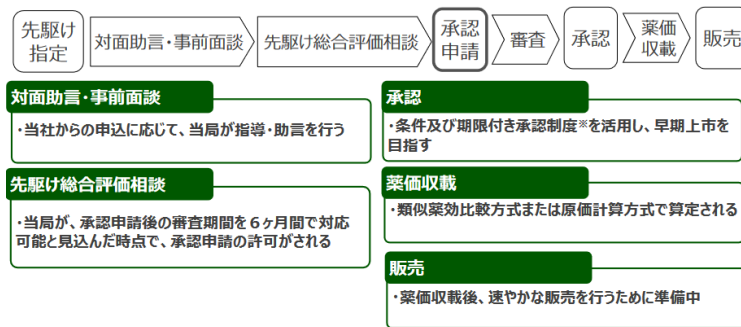 先駆け
指定
対面助言・事前面談
先駆け総合評価相談
承認
申請
審査
承認
薬価
収載
販売
対面助言・事前面談
・当社からの申込に応じて、当局が指導・助言を行う
先駆け総合評価相談
・当局が、承認申請後の審査期間を6ヶ月間で対応
可能と見込んだ時点で、承認申請の許可がされる
承認
・条件及び期限付き承認制度※を活用し、早期上市を
目指す
薬価収載
・類似薬効比較方式または原価計算方式で算定される
販売
・薬価収載後、速やかな販売を行うために準備中